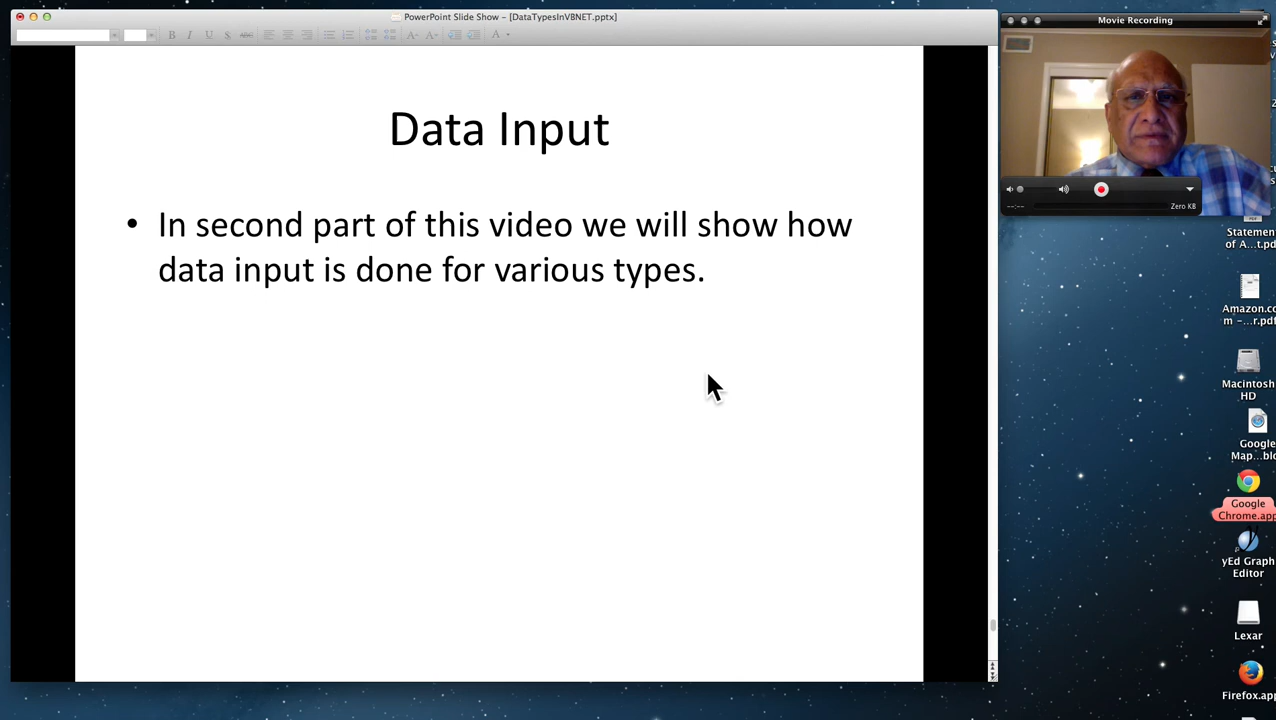 PowerPoint Slide Show – [DataTypesInVBNET.pptx]
Movie Recording
Data Input
• In second part of this video we will show how
data input is done for various types.
--:--
Zero KB
Statement
of A...t.pdf
Amazon.co
m -...r.pdf
Macintosh
HD
Google
Map...blo
Google
Chrome.app
yEd Graph
Editor
Lexar
Firefox.app